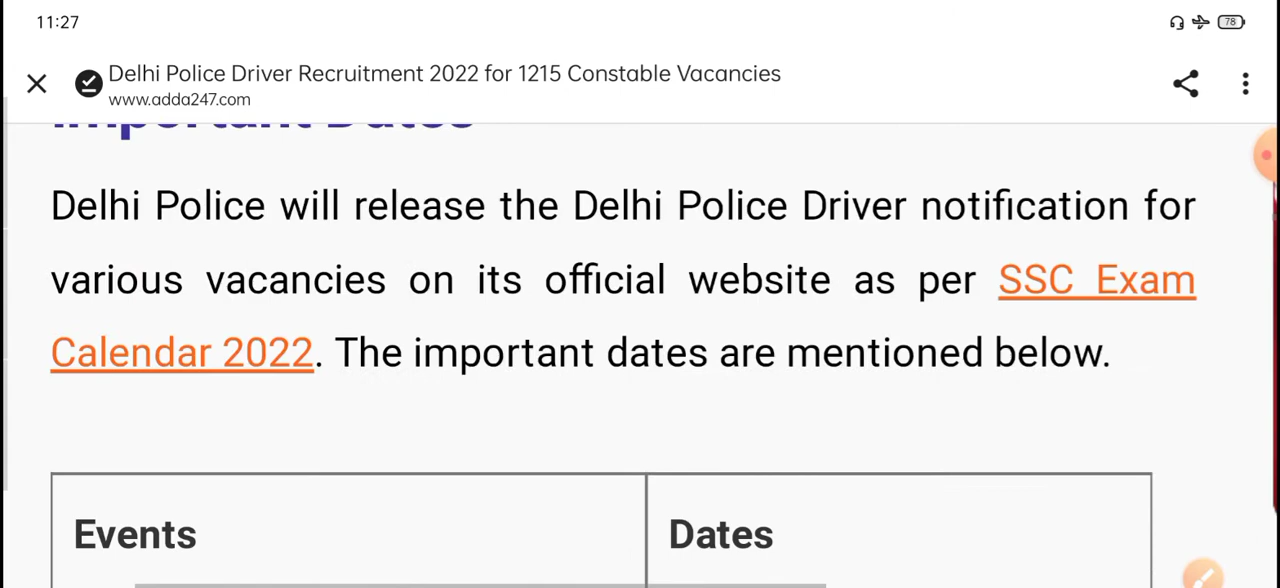 11:27
78
Delhi Police Driver Recruitment 2022 for 1215 Constable Vacancies
www.adda247.com
Important Dates
Delhi Police will release the Delhi Police Driver notification for
various vacancies on its official website as per SSC Exam
Calendar 2022. The important dates are mentioned below.
Events Dates